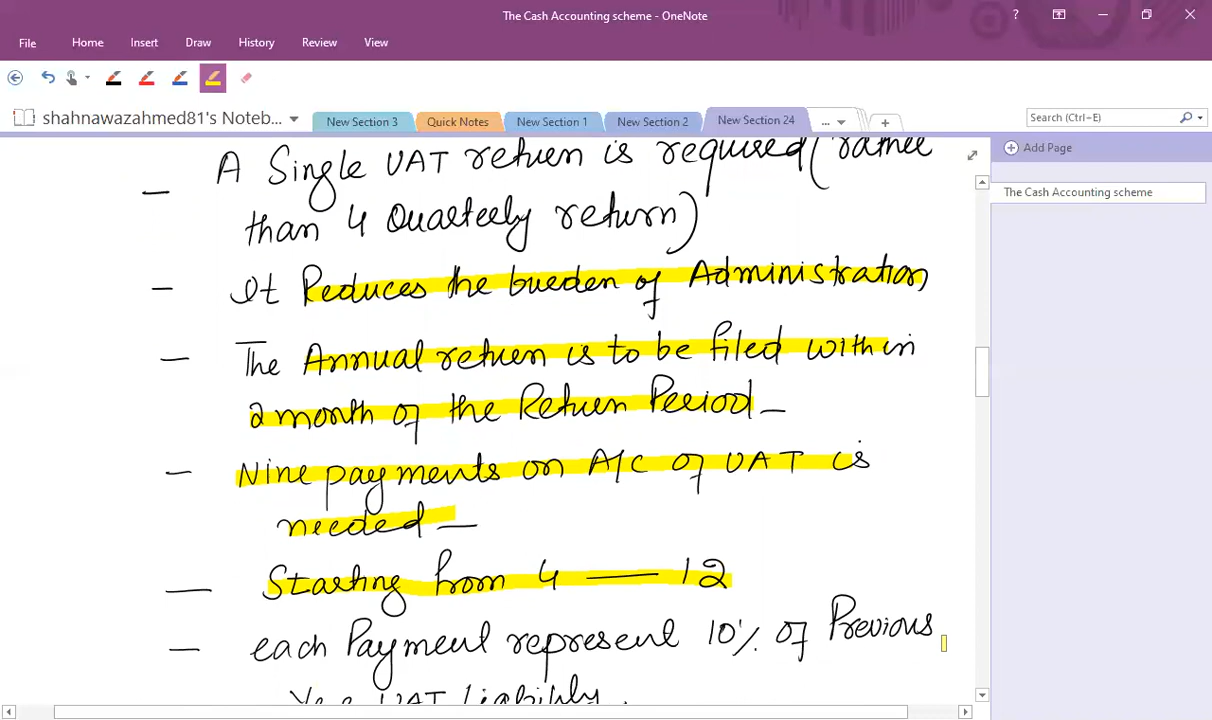 The Cash Accounting scheme - OneNote
File Home Insert Draw History Review View
shahnawazahmed81's Noteb... New Section 3 Quick Notes New Section 1 New Section 2 New Section 24 ... Search (Ctrl+E)
Add Page
The Cash Accounting scheme
- A Single VAT return is required (rather
than 4 Quarterly return)
- It Reduces the burden of Administration
- The Annual return is to be filed within
2 month of the Return Period -
- Nine payments on A/C of VAT is
needed -
- Starting from 4 — 12
- each Payment represent 10% of Previous
Year VAT liability.